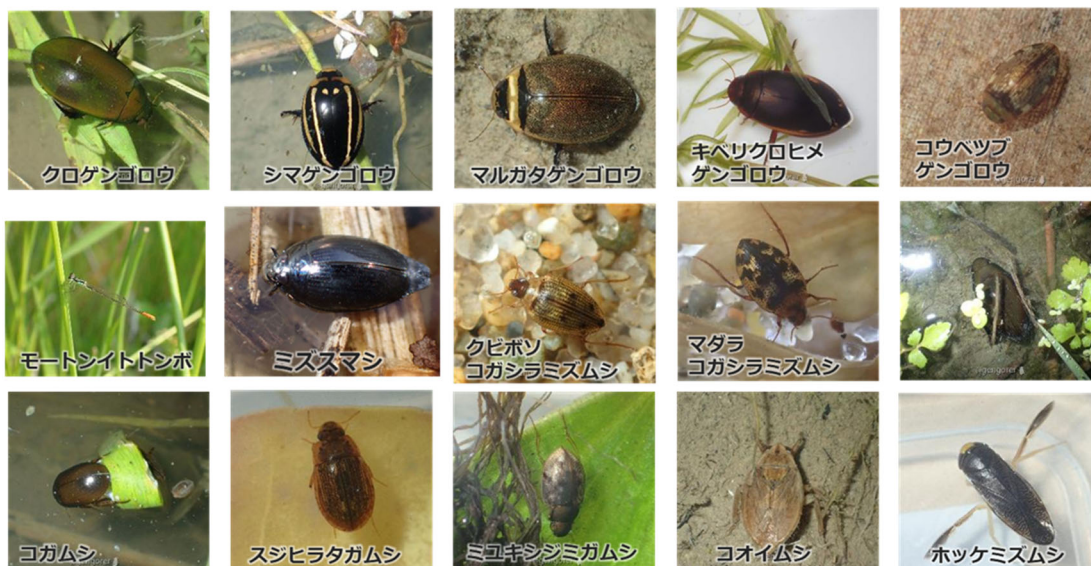 クロゲンゴロウ
シマゲンゴロウ
マルガタゲンゴロウ
キベリクロヒメ
ゲンゴロウ
コウベツブ
ゲンゴロウ
モートンイトトンボ
ミズスマシ
クビボソ
コガシラミズムシ
マダラ
コガシラミズムシ
コガムシ
スジヒラタガムシ
ミユキシジミガムシ
コオイムシ
ホッケミズムシ